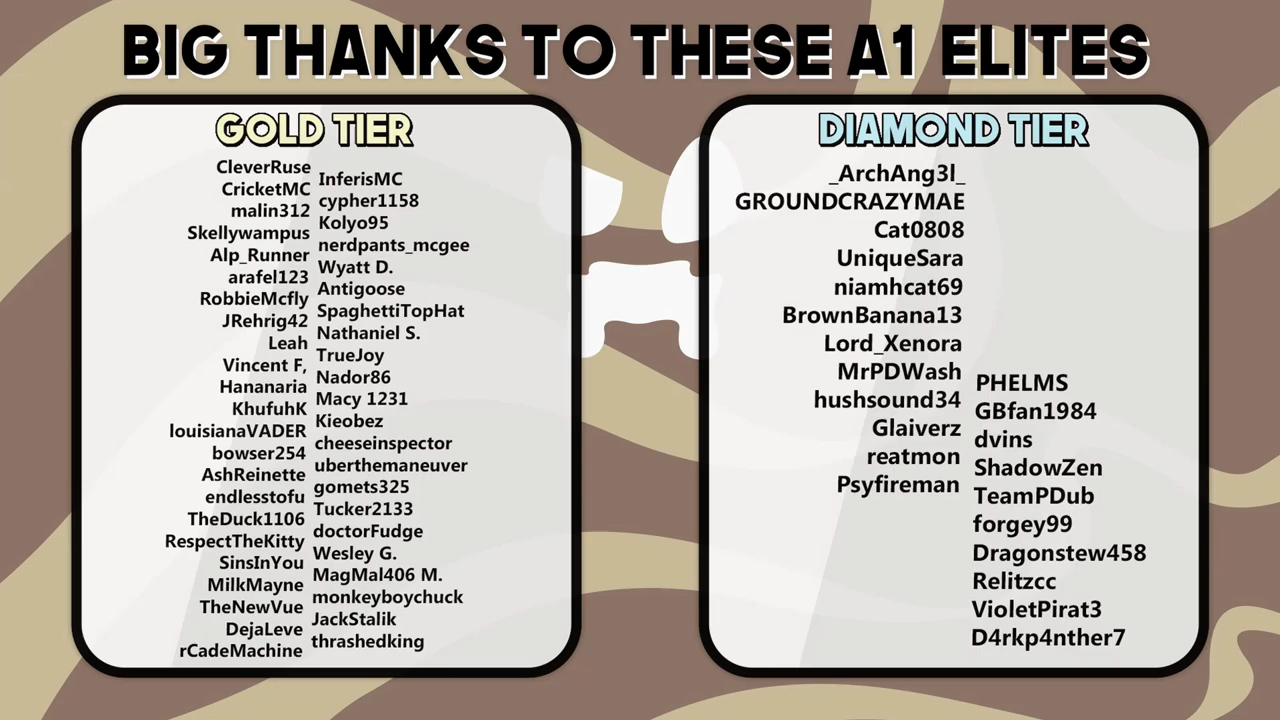 BIG THANKS TO THESE A1 ELITES
GOLD TIER
CleverRuse
CricketMC
malin312
Skellywampus
Alp_Runner
arafel123
RobbieMcfly
JRehrig42
Leah
Vincent F,
Hananaria
KhufuhK
louisianaVADER
bowser254
AshReinette
endlesstofu
TheDuck1106
RespectTheKitty
SinsInYou
MilkMayne
TheNewVue
DejaLeve
rCadeMachine
InferisMC
cypher1158
Kolyo95
nerdpants_mcgee
Wyatt D.
Antigoose
SpaghettiTopHat
Nathaniel S.
TrueJoy
Nador86
Macy 1231
Kieobez
cheeseinspector
uberthemaneuver
gomets325
Tucker2133
doctorFudge
Wesley G.
MagMal406 M.
monkeyboychuck
JackStalik
thrashedking
DIAMOND TIER
_ArchAng3l_
GROUNDCRAZYMAE
Cat0808
UniqueSara
niamhcat69
BrownBanana13
Lord_Xenora
MrPDWash
hushsound34
Glaiverz
reatmon
Psyfireman
PHELMS
GBfan1984
dvins
ShadowZen
TeamPDub
forgey99
Dragonstew458
Relitzcc
VioletPirat3
D4rkp4nther7